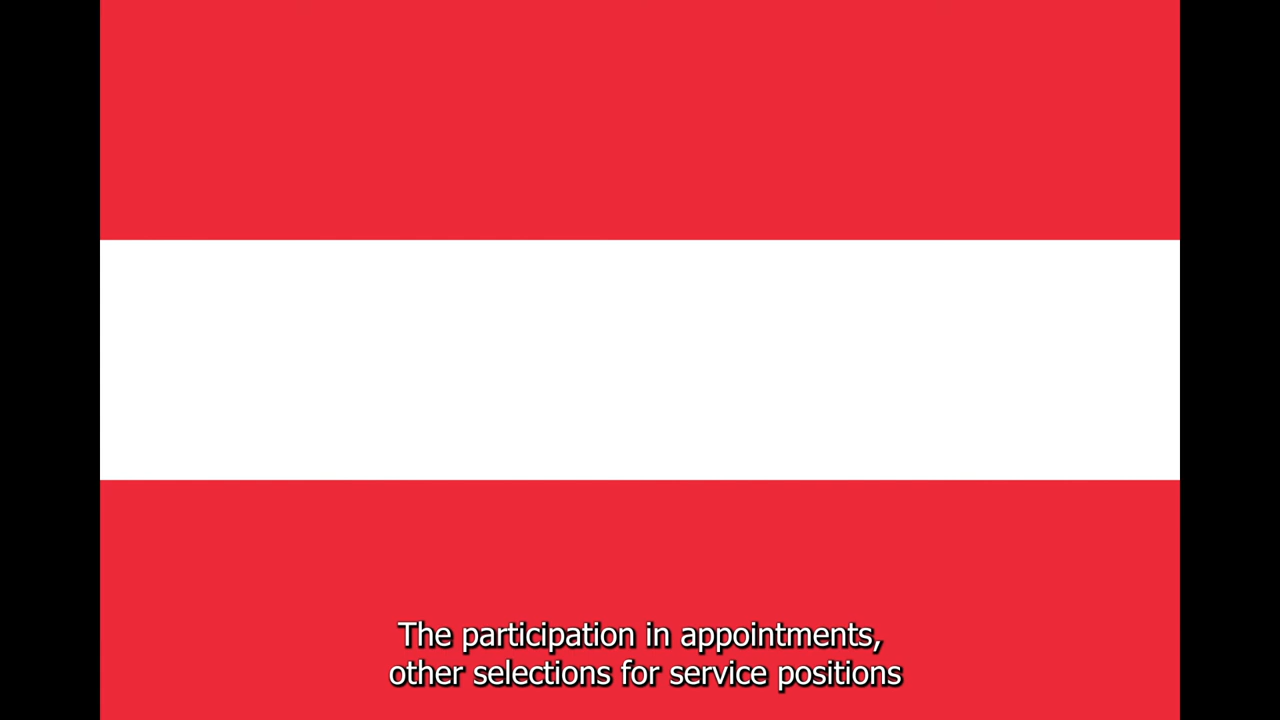 The participation in appointments,
other selections for service positions